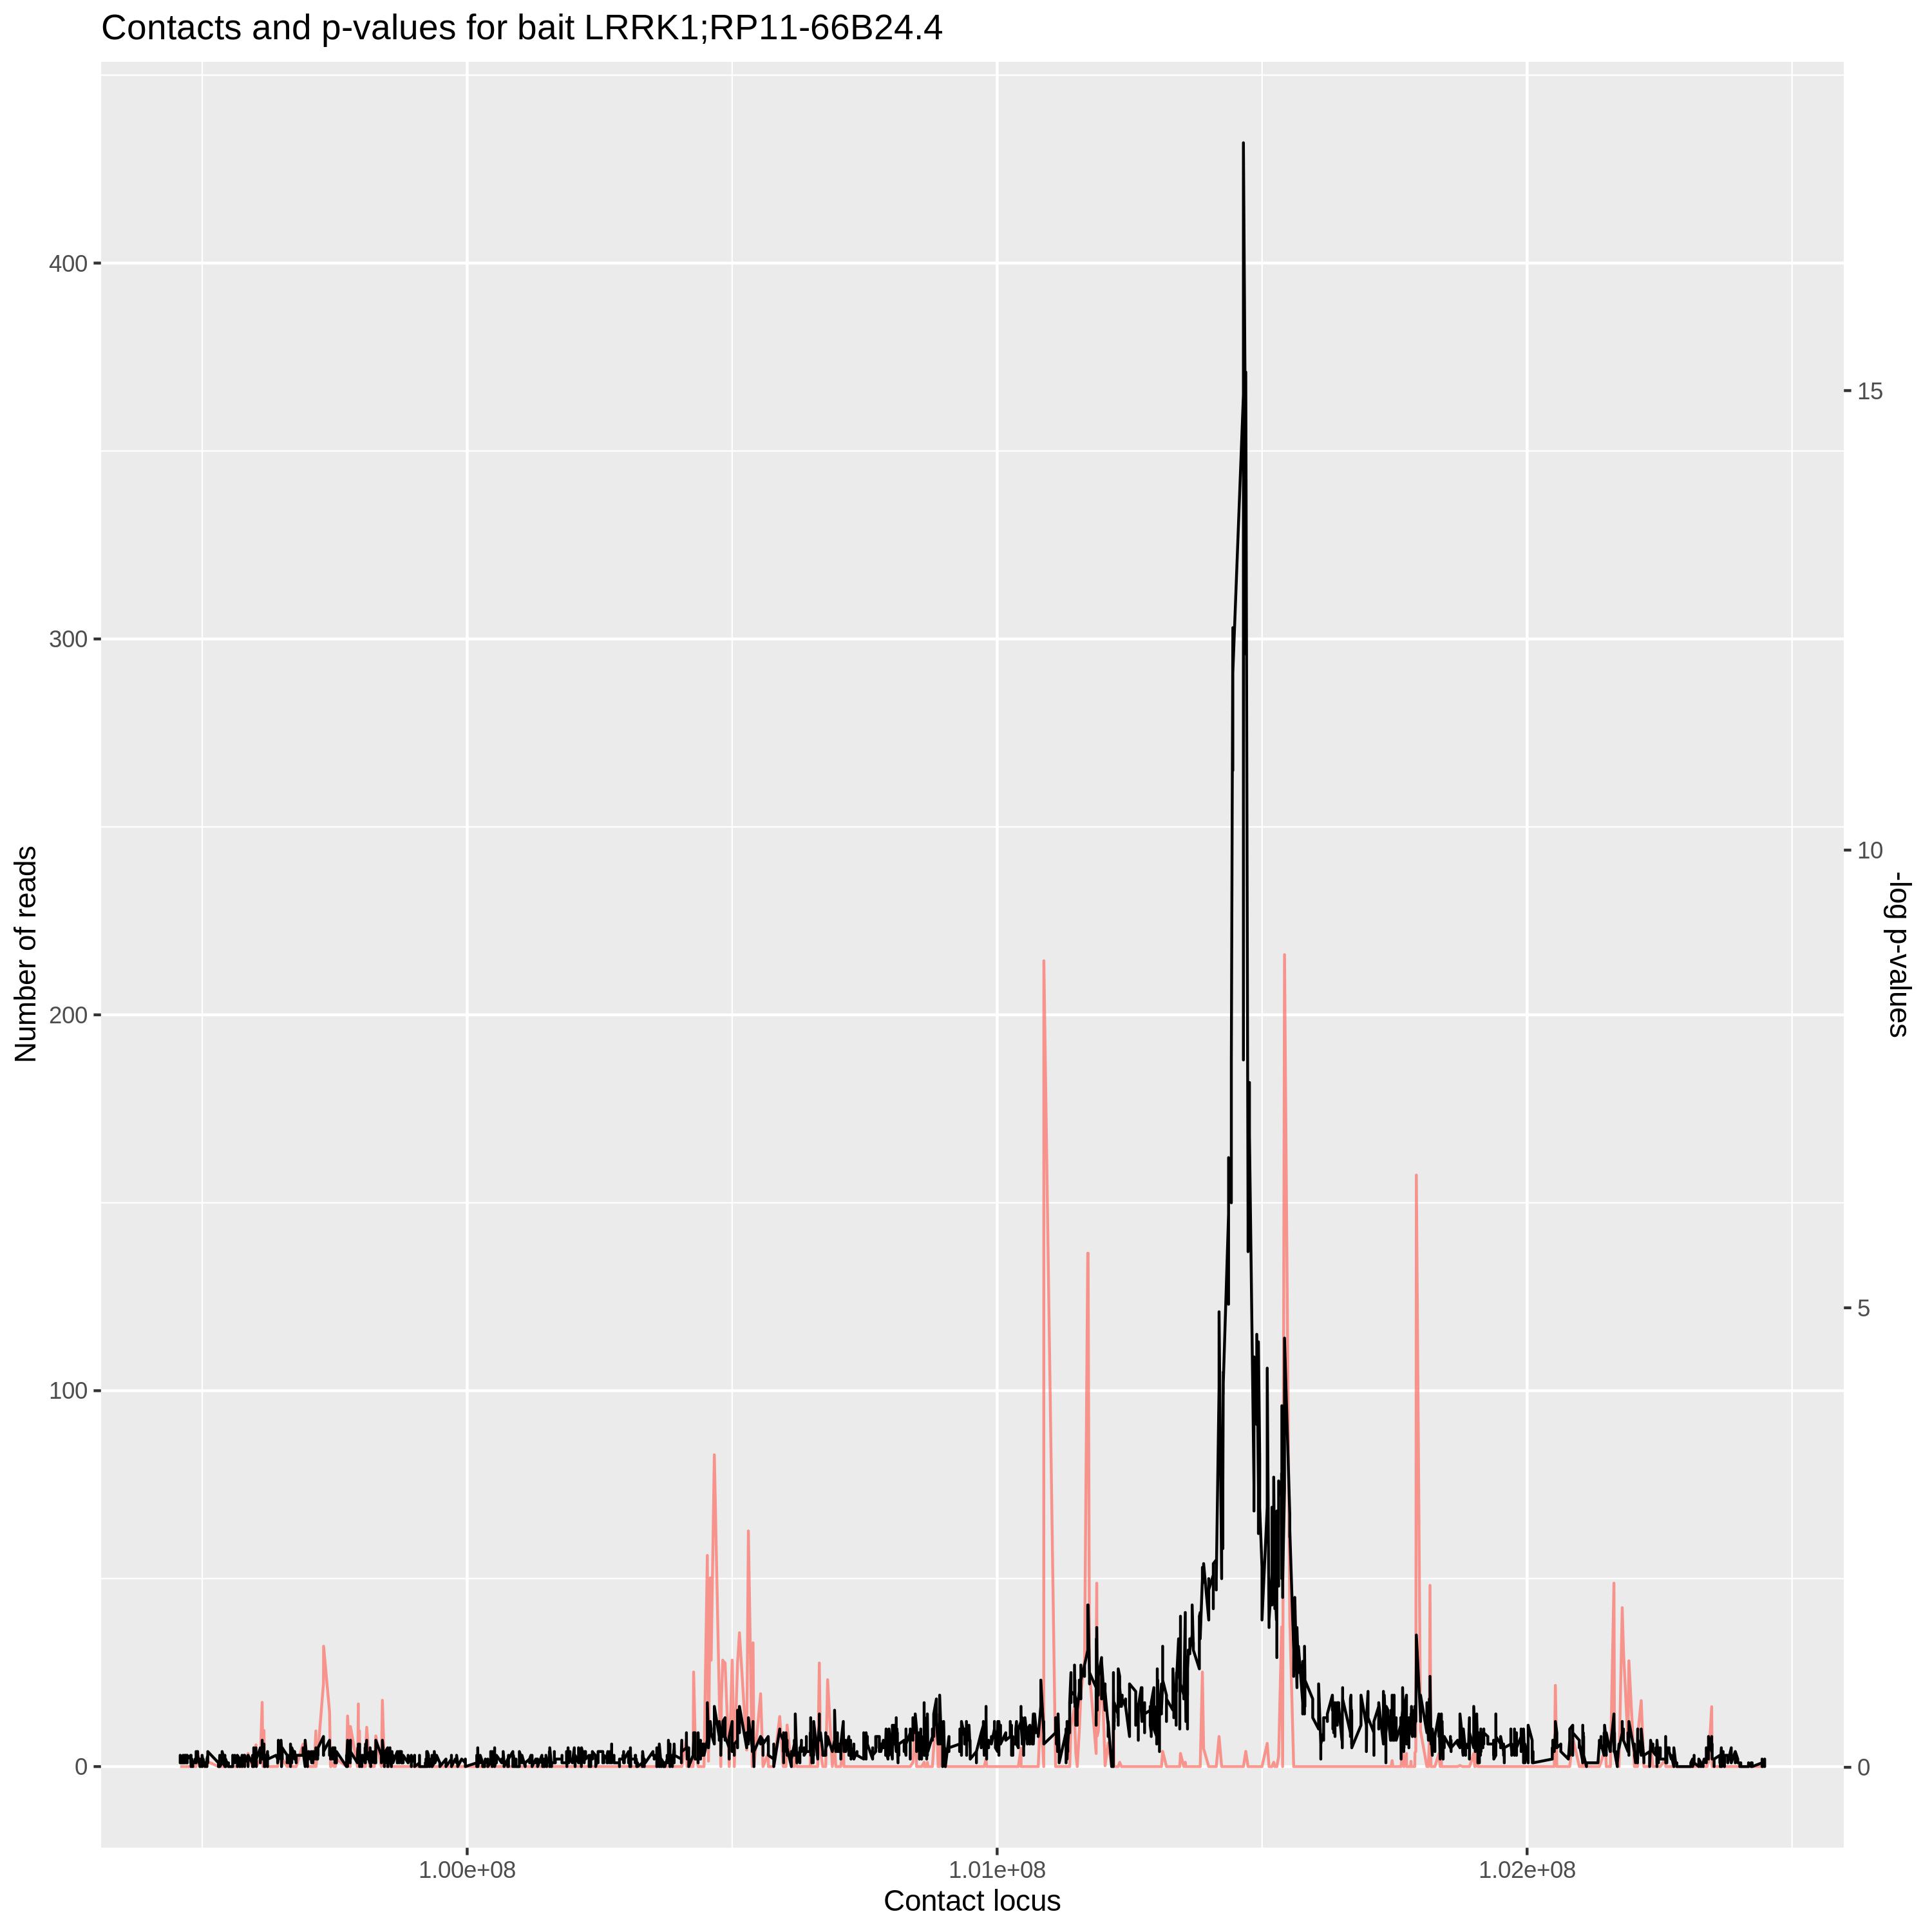 Contacts and p-values for bait LRRK1;RP11-66B24.4
400
300
200
100
0
Number of reads
15
10
5
0
-log p-values
1.00e+08
1.01e+08
1.02e+08
Contact locus